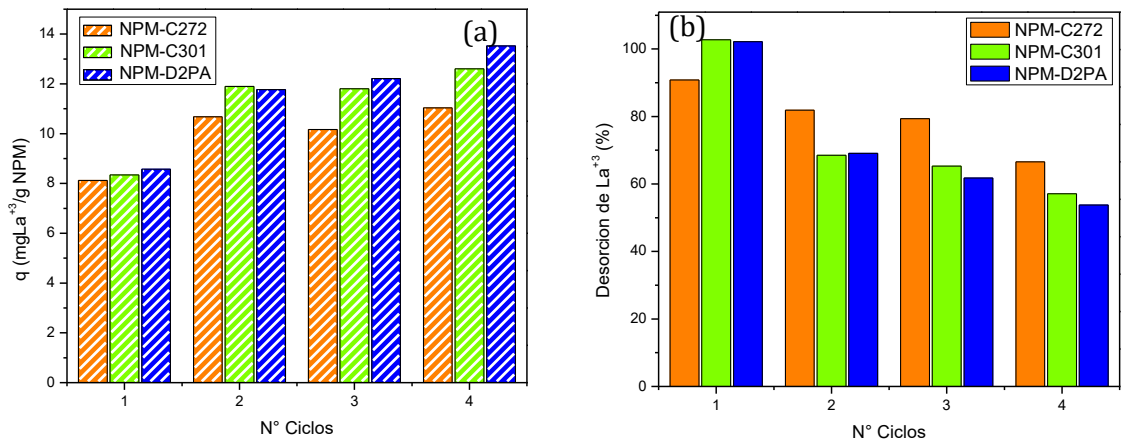 (a)
NPM-C272
NPM-C301
NPM-D2PA
q (mgLa+3/g NPM)
14
12
10
8
6
4
2
0
1 2 3 4
N° Ciclos
(b)
NPM-C272
NPM-C301
NPM-D2PA
Desorcion de La+3 (%)
100
80
60
40
20
0
1 2 3 4
N° Ciclos